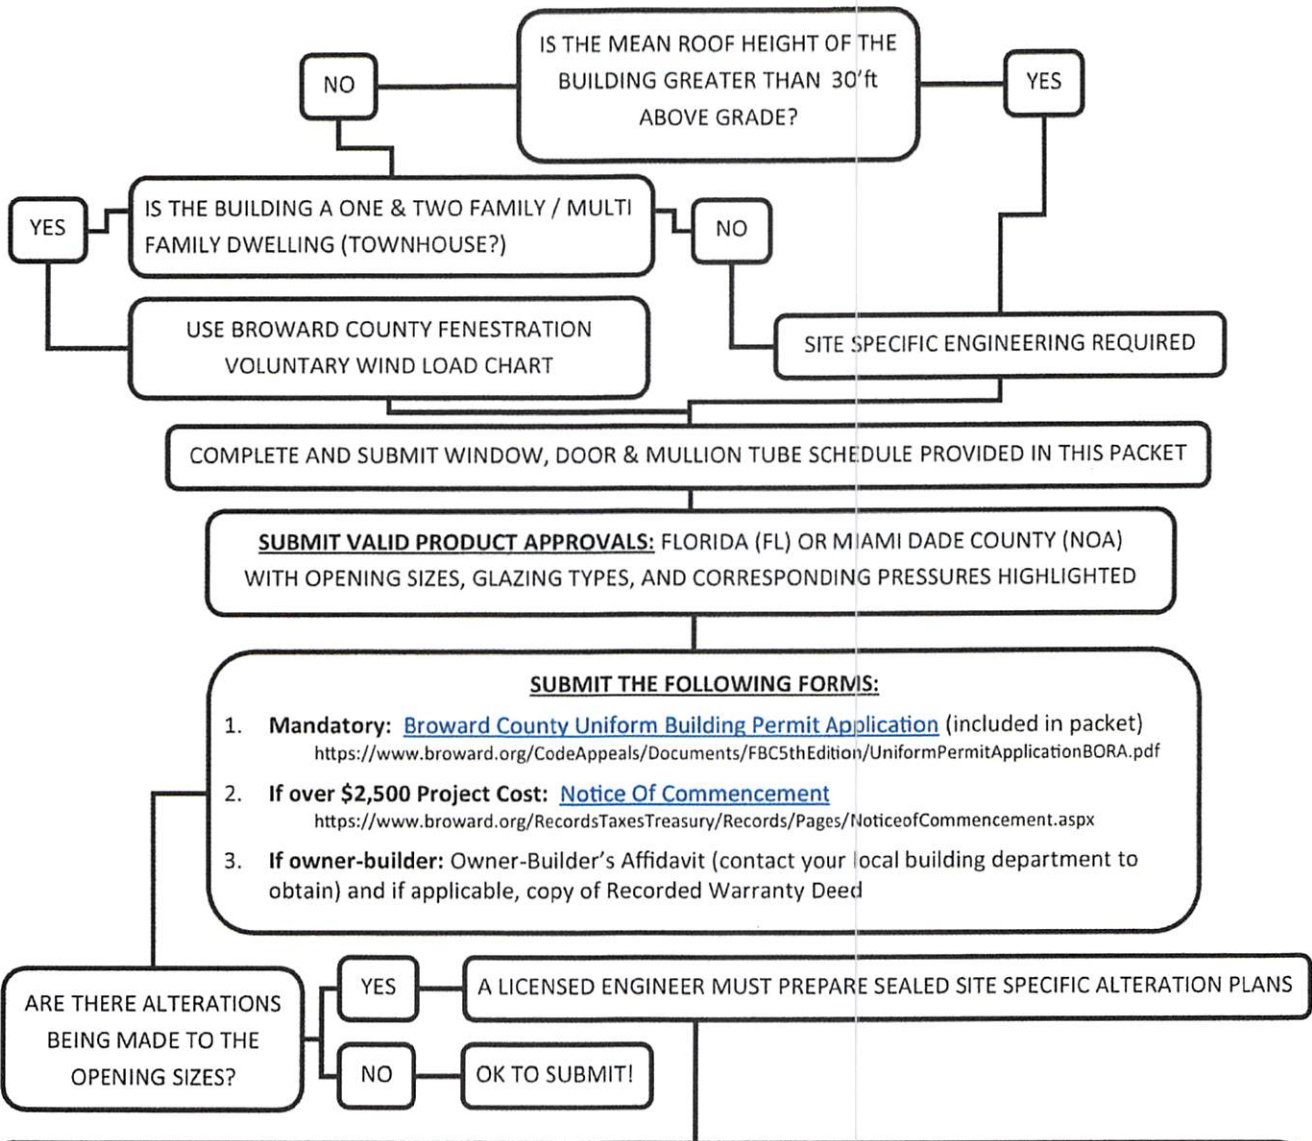 IS THE MEAN ROOF HEIGHT OF THE
BUILDING GREATER THAN 30'ft
ABOVE GRADE?
NO
YES
YES
IS THE BUILDING A ONE & TWO FAMILY / MULTI
FAMILY DWELLING (TOWNHOUSE?)
NO
USE BROWARD COUNTY FENESTRATION
VOLUNTARY WIND LOAD CHART
SITE SPECIFIC ENGINEERING REQUIRED
COMPLETE AND SUBMIT WINDOW, DOOR & MULLION TUBE SCHEDULE PROVIDED IN THIS PACKET
SUBMIT VALID PRODUCT APPROVALS: FLORIDA (FL) OR MIAMI DADE COUNTY (NOA)
WITH OPENING SIZES, GLAZING TYPES, AND CORRESPONDING PRESSURES HIGHLIGHTED
SUBMIT THE FOLLOWING FORMS:
1. Mandatory: Broward County Uniform Building Permit Application (included in packet)
https://www.broward.org/CodeAppeals/Documents/FBC5thEdition/UniformPermitApplicationBORA.pdf
2. If over $2,500 Project Cost: Notice Of Commencement
https://www.broward.org/RecordsTaxesTreasury/Records/Pages/NoticeofCommencement.aspx
3. If owner-builder: Owner-Builder's Affidavit (contact your local building department to
obtain) and if applicable, copy of Recorded Warranty Deed
ARE THERE ALTERATIONS
BEING MADE TO THE
OPENING SIZES?
YES
A LICENSED ENGINEER MUST PREPARE SEALED SITE SPECIFIC ALTERATION PLANS
NO
OK TO SUBMIT!